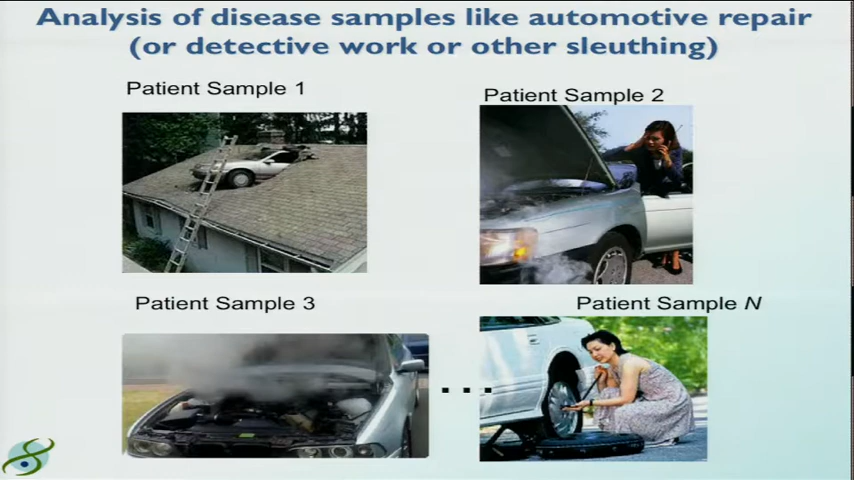 Analysis of disease samples like automotive repair
(or detective work or other sleuthing)
Patient Sample 1
Patient Sample 2
Patient Sample 3
Patient Sample N
...